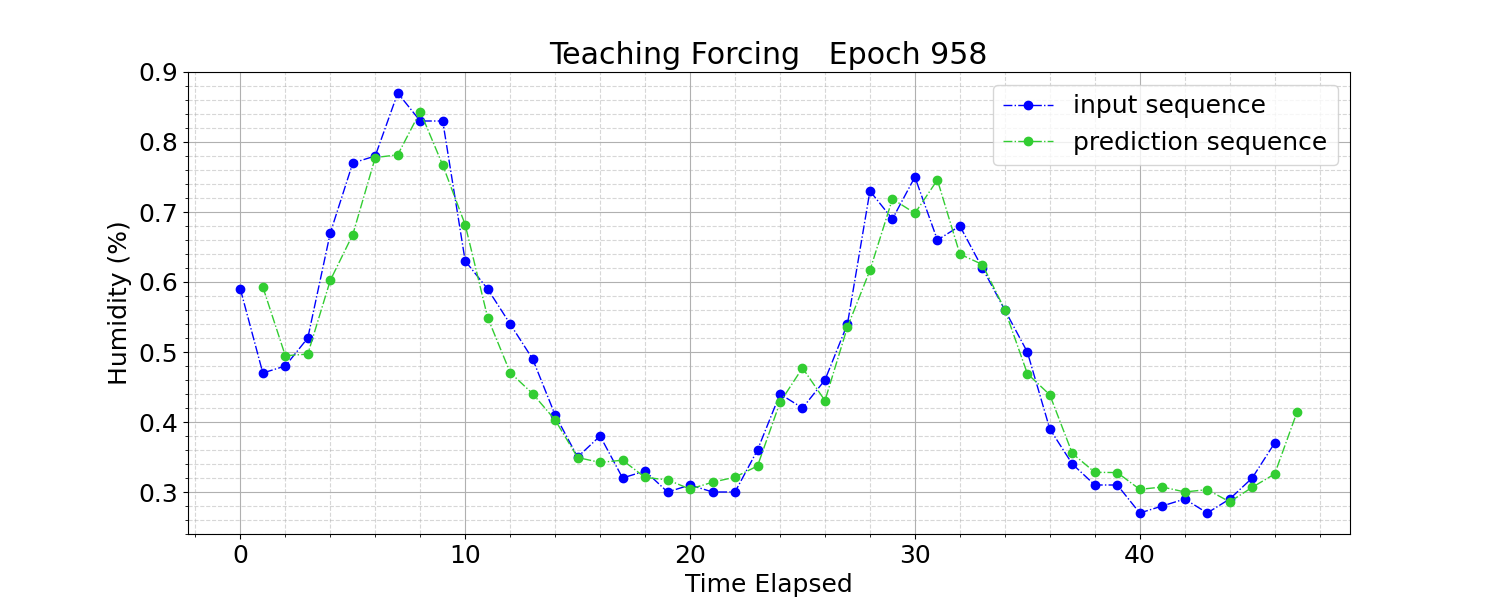 Teaching Forcing   Epoch 958
0.9
0.8
0.7
0.6
0.5
0.4
0.3
Humidity (%)
input sequence
prediction sequence
0 10 20 30 40
Time Elapsed